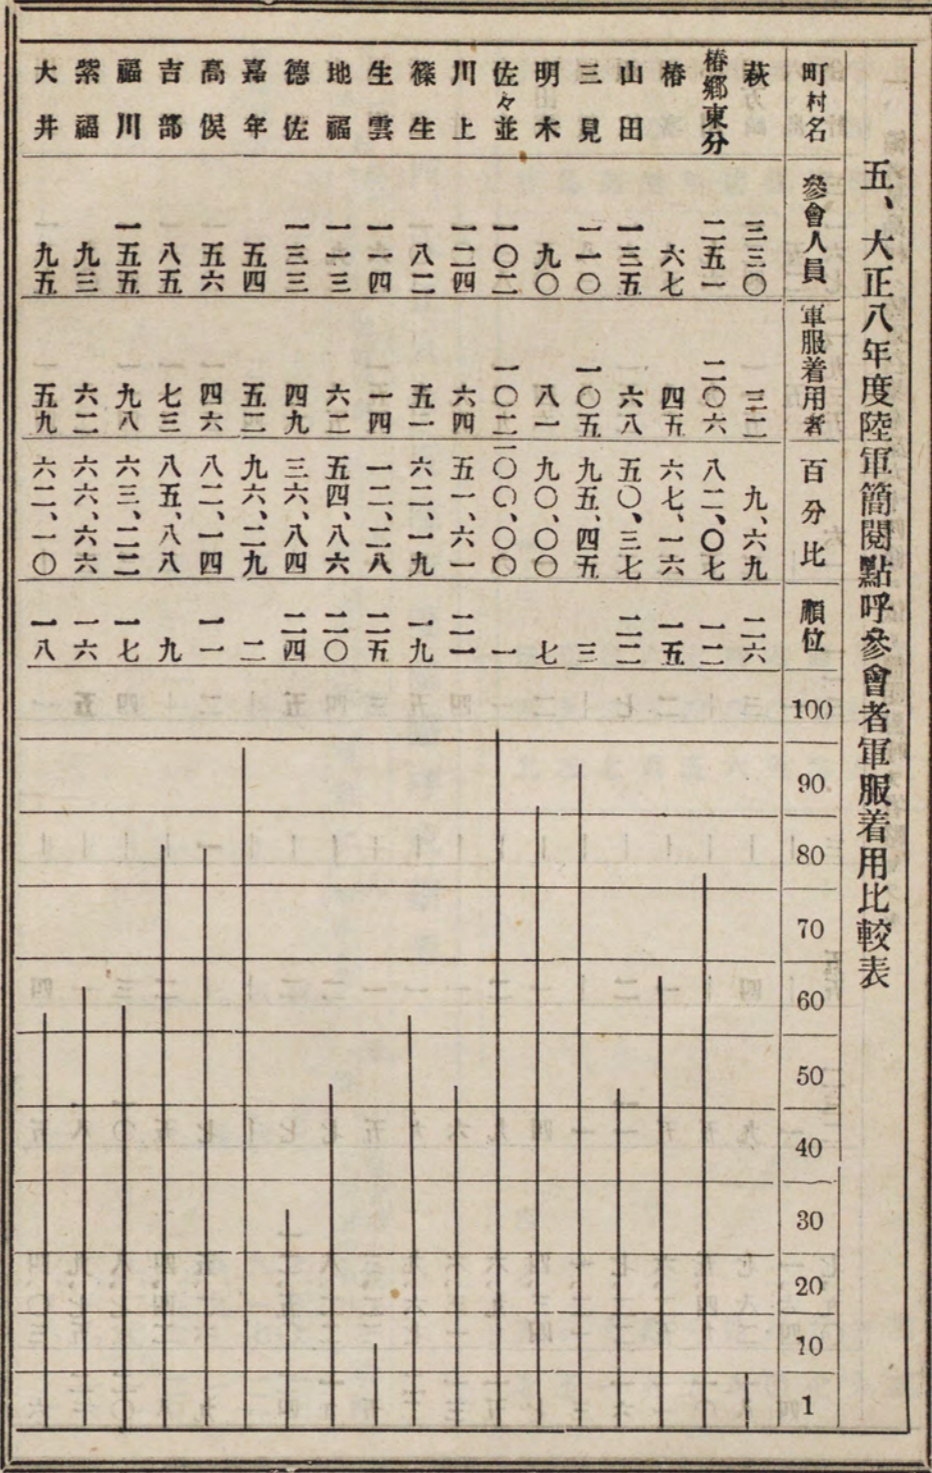 五、大正八年度陸軍簡閱點呼參會者軍服着用比較表
町村名 參會人員 軍服着用者 百分比 順位 100 90 80 70 60 50 40 30 20 10 1
萩 三三〇 三二 九、六九 二六
椿鄕東分 二五一 二〇六 八二、〇七 一二
椿 六七 四五 六七、一六 一五
山田 一三五 六八 五〇、三七 二二
三見 一一〇 一〇五 九五、四五 三
明木 九〇 八一 九〇、〇〇 七
佐々並 一〇二 一〇二 一〇〇、〇〇 一
川上 一二四 六四 五一、六一 二一
篠生 八二 五一 六二、一九 一九
生雲 一一四 一四 一二、二八 二五
地福 一一三 六二 五四、八六 二〇
德佐 一三三 四九 三六、八四 二四
嘉年 五四 五二 九六、二九 二
高俣 五六 四六 八二、一四 一一
吉部 八五 七三 八五、八八 九
福川 一五五 九八 六三、二二 一七
紫福 九三 六二 六六、六六 一六
大井 九五 五九 六二、一〇 一八